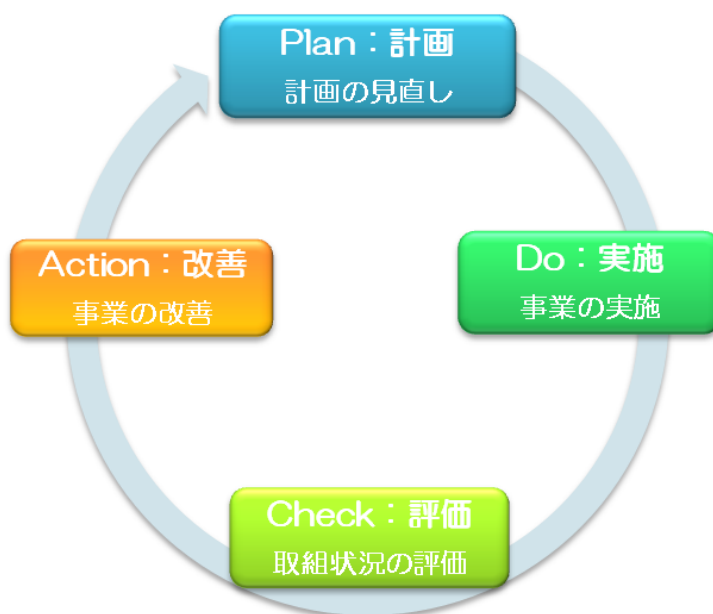 Plan：計画
計画の見直し
Do：実施
事業の実施
Check：評価
取組状況の評価
Action：改善
事業の改善